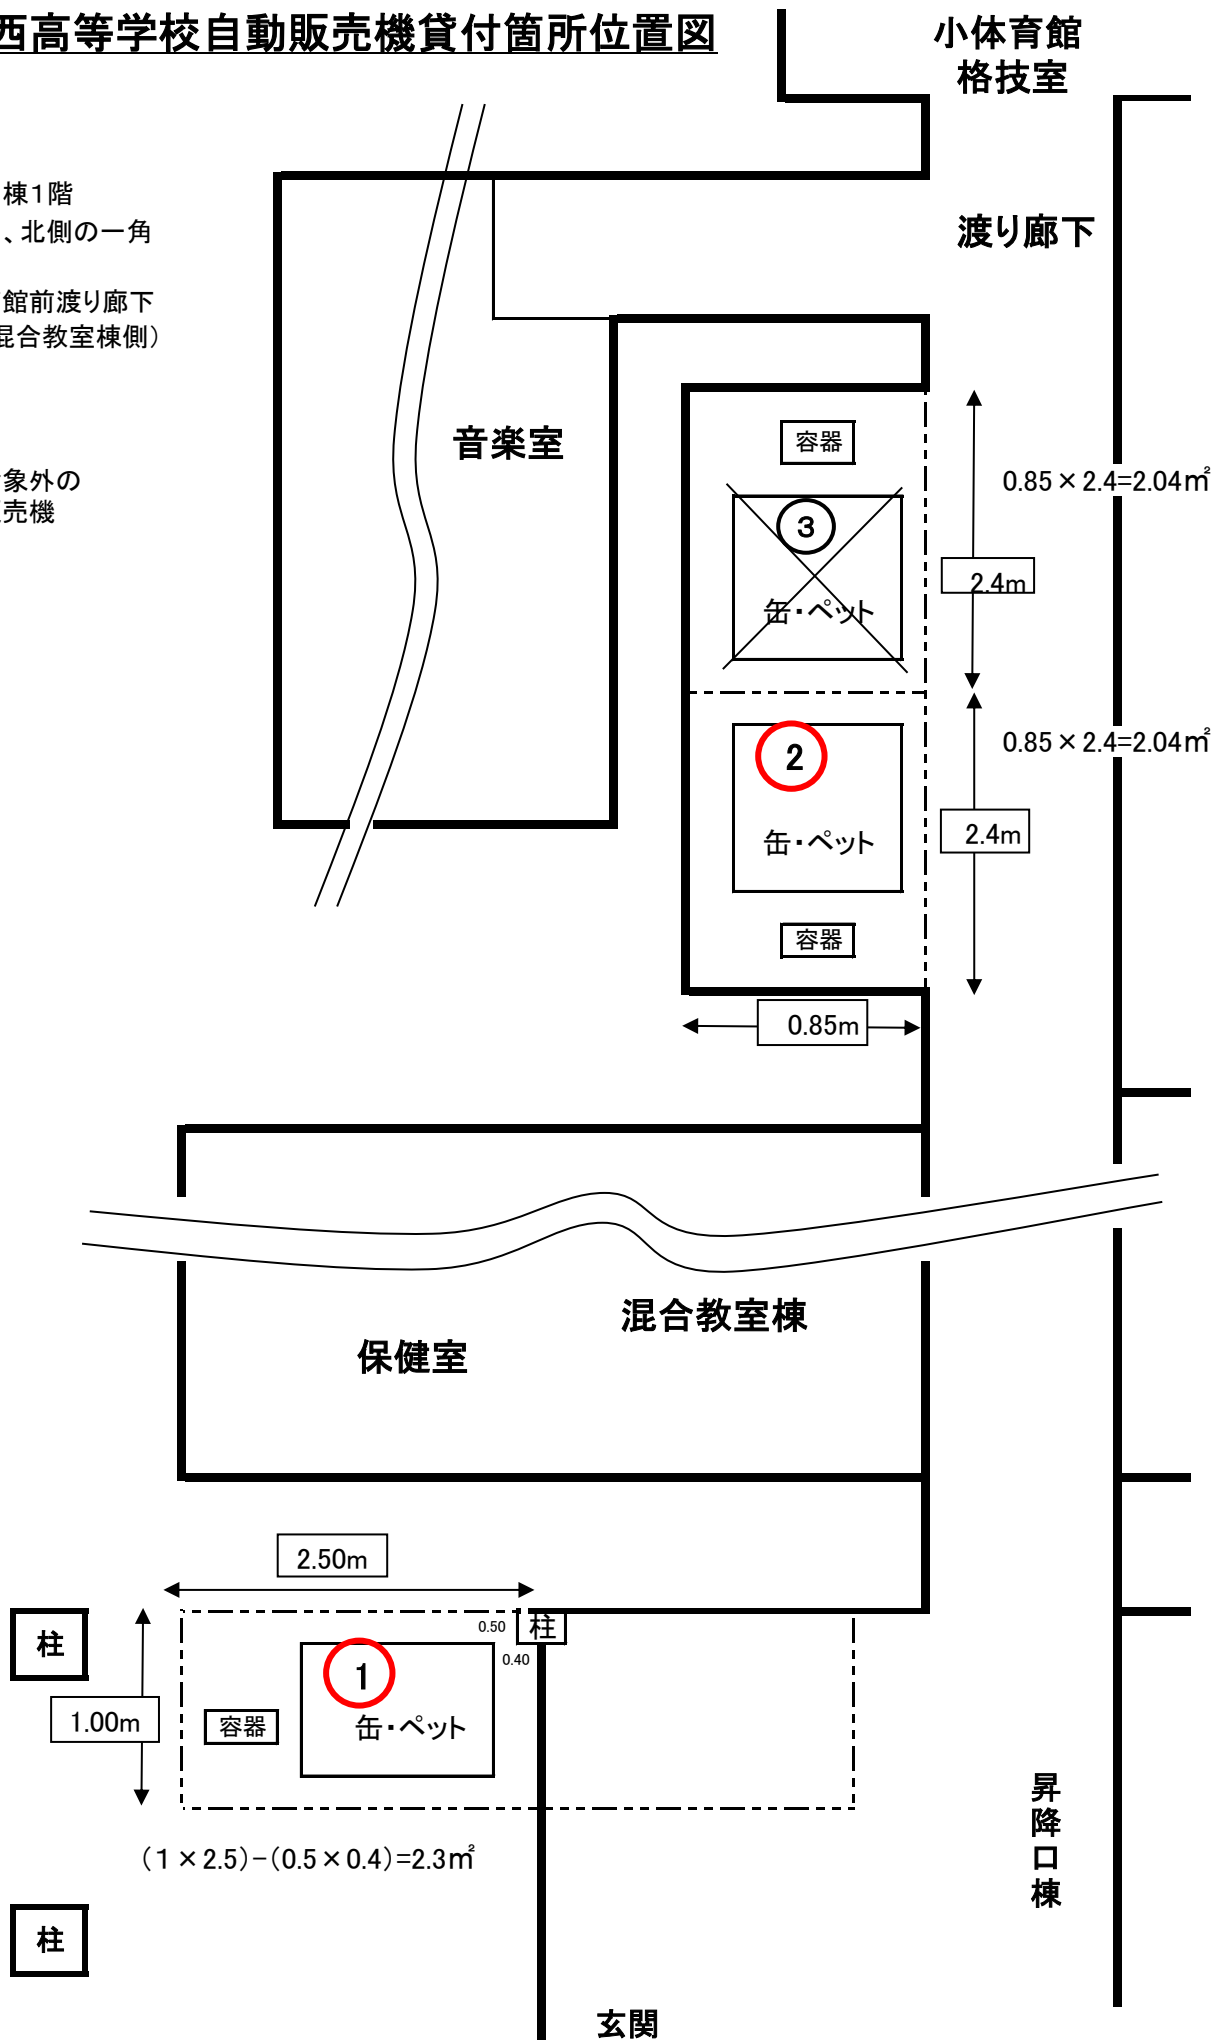 西高等学校自動販売機貸付箇所位置図
小体育館
格技室
棟1階
、北側の一角
渡り廊下
館前渡り廊下
混合教室棟側)
音楽室
容器
象外の
売機
0.85×2.4=2.04㎡
3
2.4m
缶・ペット
2
0.85×2.4=2.04㎡
缶・ペット
2.4m
容器
0.85m
混合教室棟
保健室
2.50m
柱
0.50
柱
0.40
1
1.00m
容器
缶・ペット
(1×2.5)-(0.5×0.4)=2.3㎡
昇降口棟
柱
玄関